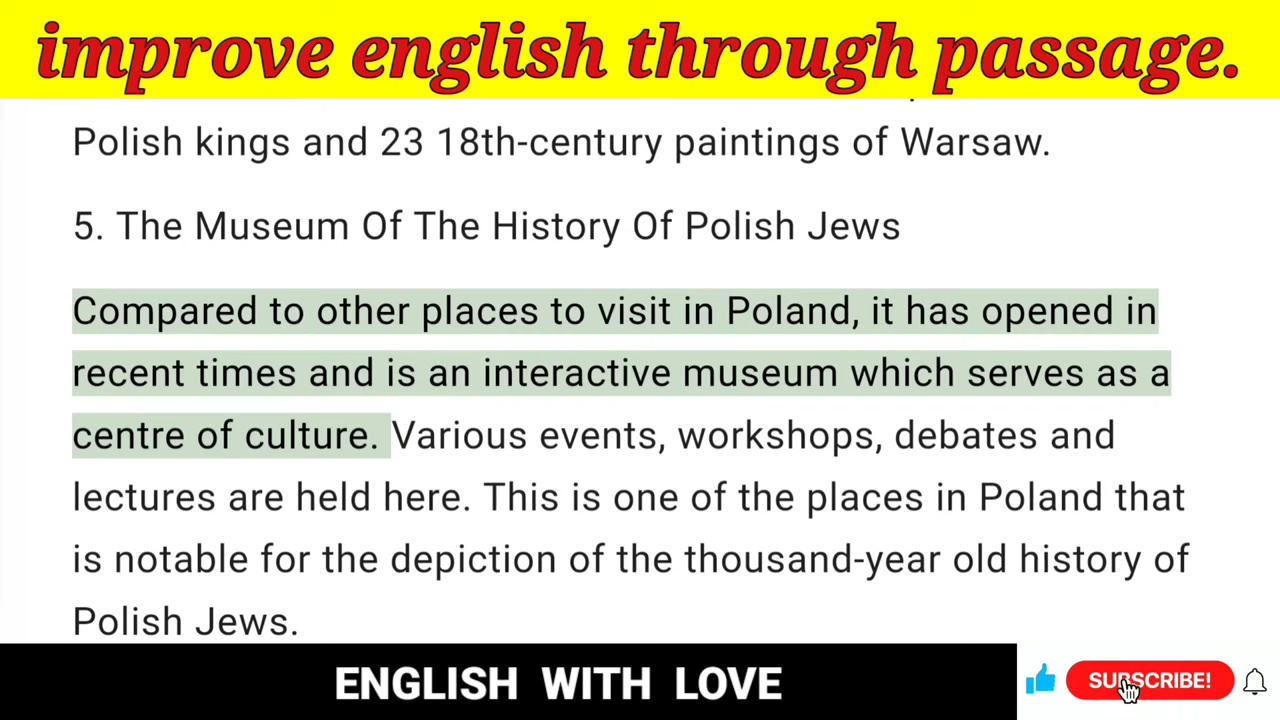 improve english through passage.
Polish kings and 23 18th-century paintings of Warsaw.
5. The Museum Of The History Of Polish Jews
Compared to other places to visit in Poland, it has opened in
recent times and is an interactive museum which serves as a
centre of culture. Various events, workshops, debates and
lectures are held here. This is one of the places in Poland that
is notable for the depiction of the thousand-year old history of
Polish Jews.
ENGLISH WITH LOVE
SUBSCRIBE!